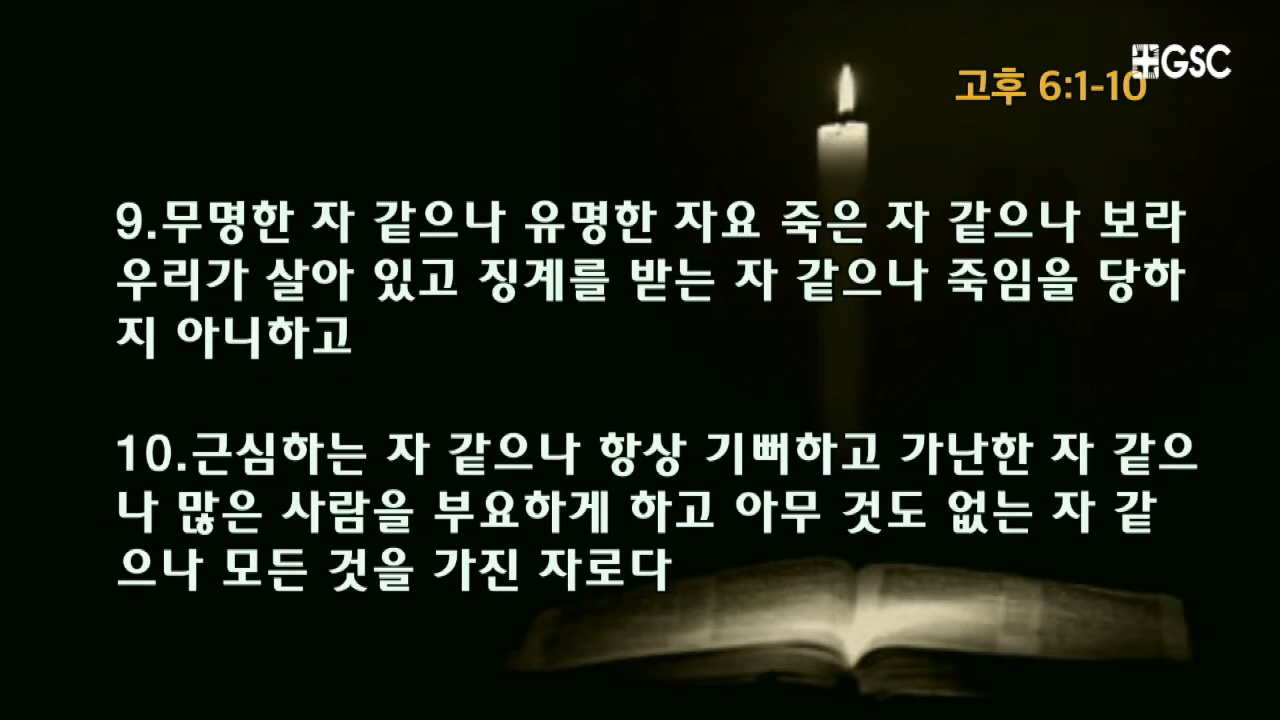 GSC
고후 6:1-10
9.무명한 자 같으나 유명한 자요 죽은 자 같으나 보라
우리가 살아 있고 징계를 받는 자 같으나 죽임을 당하
지 아니하고
10.근심하는 자 같으나 항상 기뻐하고 가난한 자 같으
나 많은 사람을 부요하게 하고 아무 것도 없는 자 같
으나 모든 것을 가진 자로다